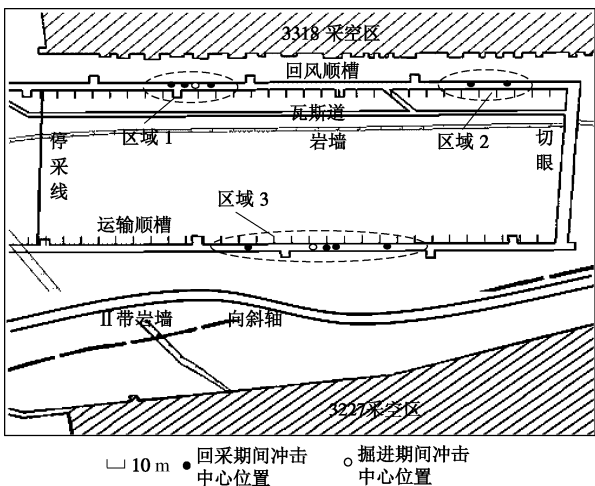 3318 采空区
回风顺槽
瓦斯道
区域 1
岩墙
区域 2
停采线
切眼
区域 3
运输顺槽
Ⅱ带岩墙
向斜轴
3227采空区
10 m
回采期间冲击
中心位置
掘进期间冲击
中心位置